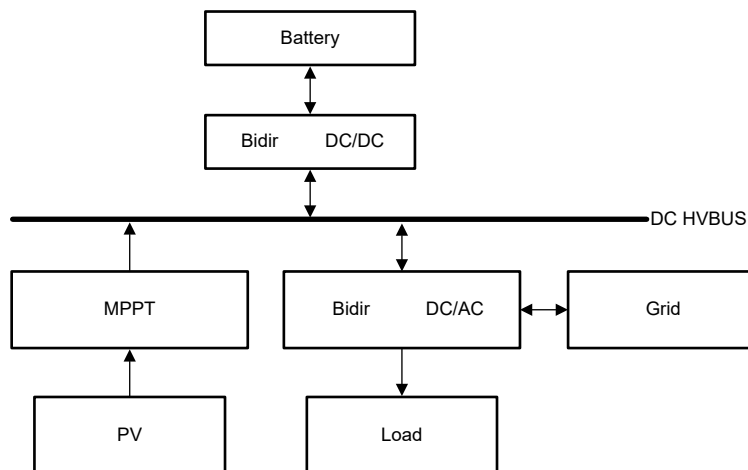 Battery
Bidir DC/DC
DC HVBUS
MPPT
Bidir DC/AC
Grid
PV
Load